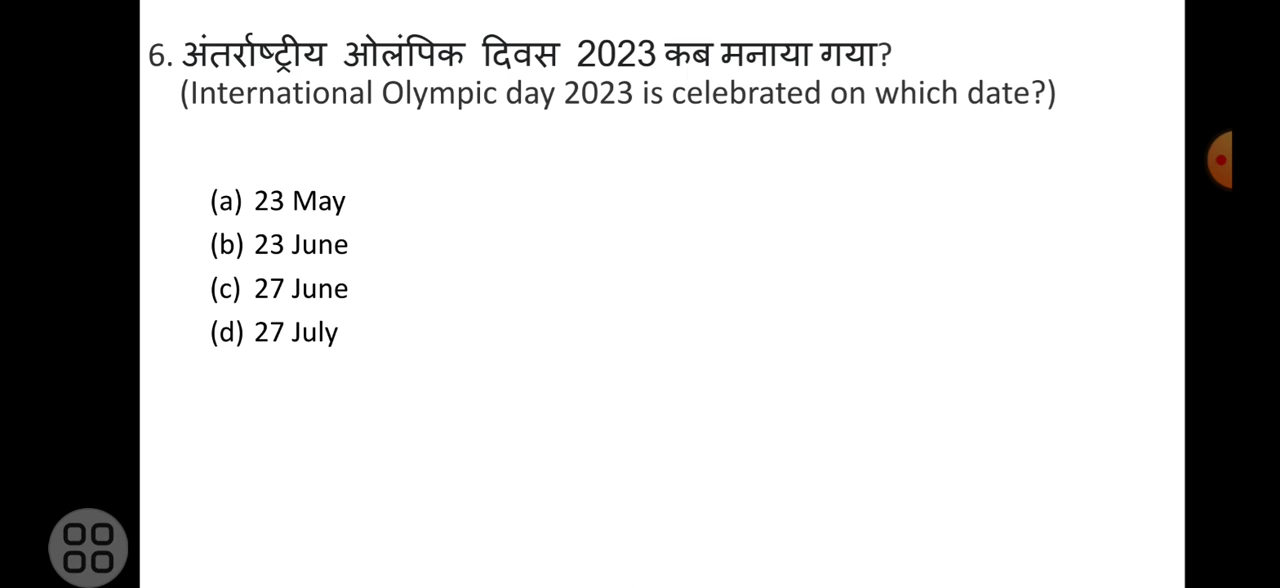 6. अंतर्राष्ट्रीय ओलंपिक दिवस 2023 कब मनाया गया?
(International Olympic day 2023 is celebrated on which date?)
(a) 23 May
(b) 23 June
(c) 27 June
(d) 27 July